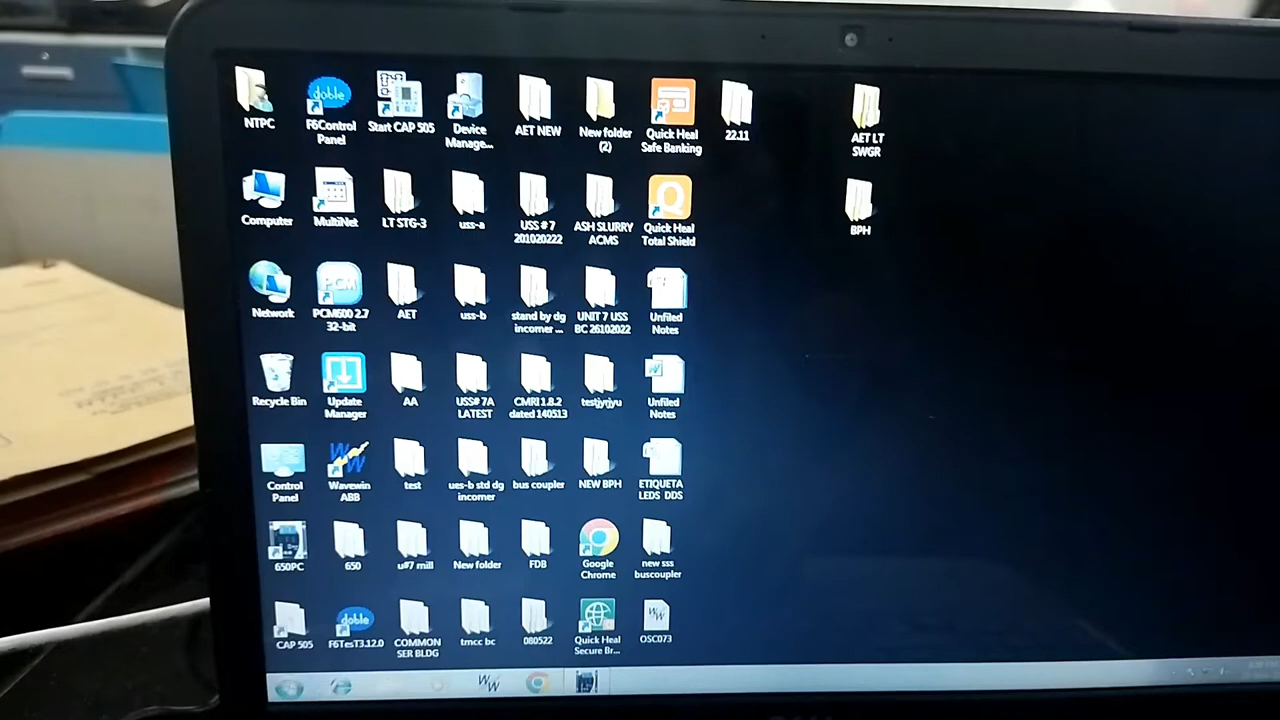 NTPC
doble
F6Control
Panel
Start CAP 505
Device
Manage...
AET NEW
New folder
(2)
Quick Heal
Safe Banking
22.11
AET LT
SWGR
Computer
MultiNet
LT STG-3
uss-a
USS # 7
201020222
ASH SLURRY
ACMS
Quick Heal
Total Shield
BPH
Network
PCM
PCM600 2.7
32-bit
AET
uss-b
stand by dg
incomer ...
UNIT 7 USS
BC 26102022
Unfiled
Notes
Recycle Bin
Update
Manager
AA
USS# 7A
LATEST
CMRI 1.8.2
dated 140513
testjyrjyu
Unfiled
Notes
Control
Panel
Wavewin
ABB
test
ues-b std dg
incomer
bus coupler
NEW BPH
ETIQUETA
LEDS DDS
650PC
650
u#7 mill
New folder
FDB
Google
Chrome
new sss
buscoupler
CAP 505
doble
F6TesT3.12.0
COMMON
SER BLDG
tmcc bc
080522
Quick Heal
Secure Br...
OSC073